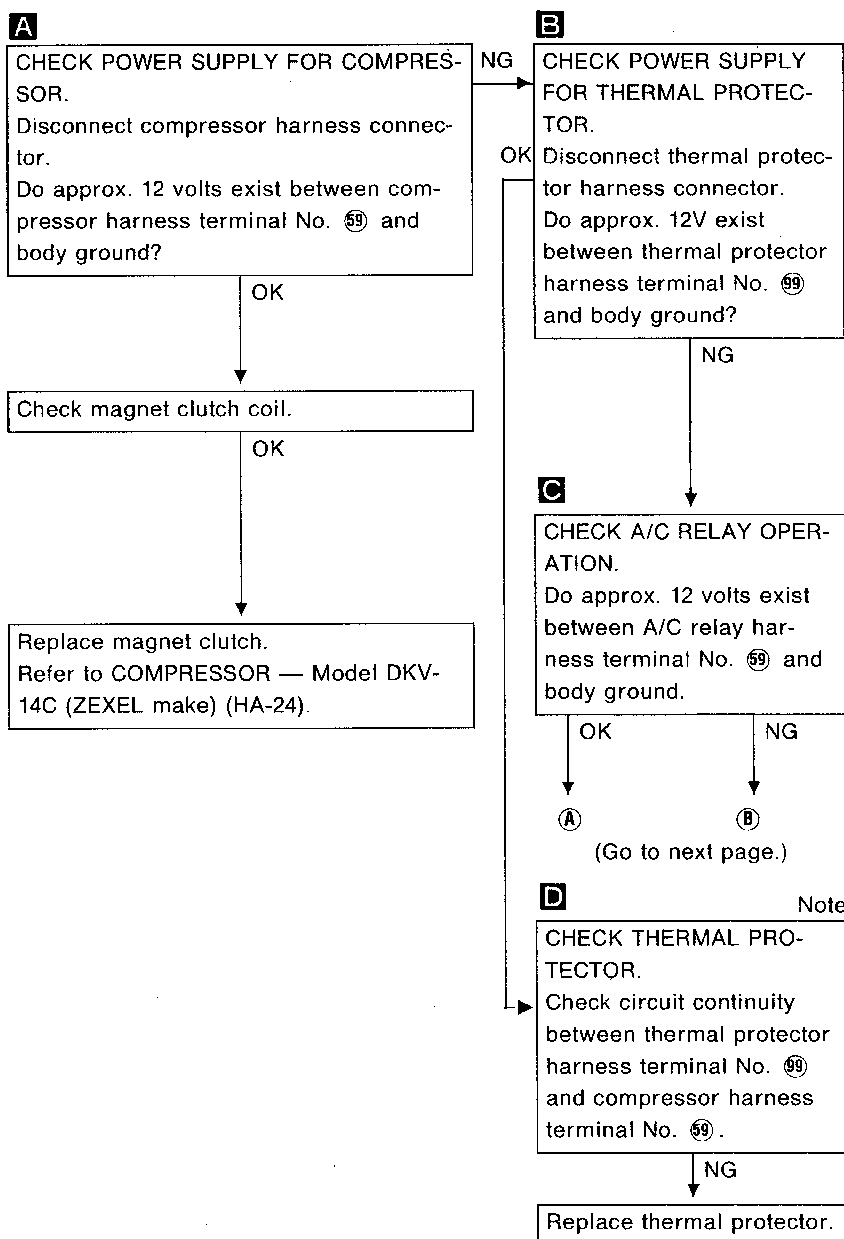 A
CHECK POWER SUPPLY FOR COMPRES-
SOR.
Disconnect compressor harness connec-
tor.
Do approx. 12 volts exist between com-
pressor harness terminal No. 59 and
body ground?
NG
OK
Check magnet clutch coil.
OK
Replace magnet clutch.
Refer to COMPRESSOR — Model DKV-
14C (ZEXEL make) (HA-24).
B
CHECK POWER SUPPLY
FOR THERMAL PROTEC-
TOR.
Disconnect thermal protec-
tor harness connector.
Do approx. 12V exist
between thermal protector
harness terminal No. 99
and body ground?
OK
NG
C
CHECK A/C RELAY OPER-
ATION.
Do approx. 12 volts exist
between A/C relay har-
ness terminal No. 59 and
body ground.
OK
NG
A
B
(Go to next page.)
D
Note
CHECK THERMAL PRO-
TECTOR.
Check circuit continuity
between thermal protector
harness terminal No. 99
and compressor harness
terminal No. 59.
NG
Replace thermal protector.